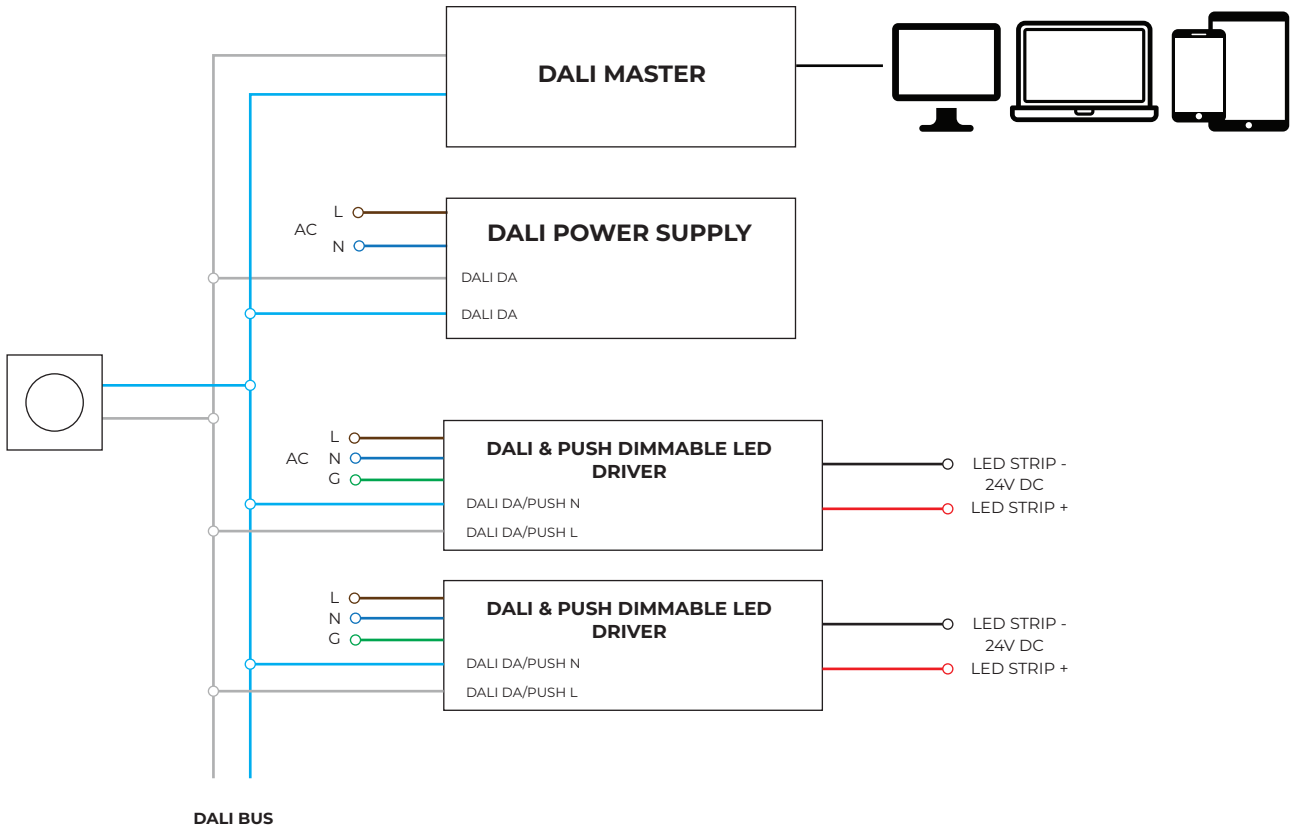 DALI MASTER
L
AC
N
DALI POWER SUPPLY
DALI DA
DALI DA
L
AC
N
G
DALI & PUSH DIMMABLE LED
DRIVER
DALI DA/PUSH N
DALI DA/PUSH L
LED STRIP -
24V DC
LED STRIP +
L
N
G
DALI & PUSH DIMMABLE LED
DRIVER
DALI DA/PUSH N
DALI DA/PUSH L
LED STRIP -
24V DC
LED STRIP +
DALI BUS